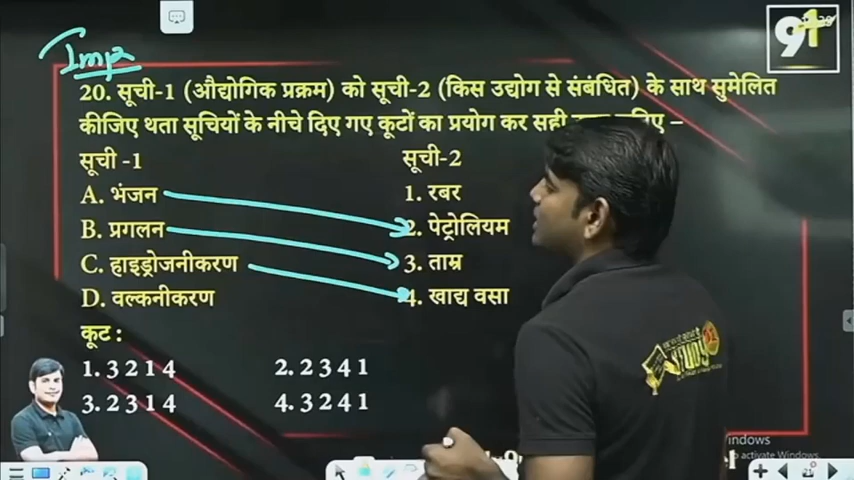 Imp
20. सूची-1 (औद्योगिक प्रक्रम) को सूची-2 (किस उद्योग से संबंधित) के साथ सुमेलित
कीजिए थता सूचियों के नीचे दिए गए कूटों का प्रयोग कर सही
सूची -1 सूची-2
A. भंजन 1. रबर
B. प्रगलन 2. पेट्रोलियम
C. हाइड्रोजनीकरण 3. ताम्र
D. वल्कनीकरण 4. खाद्य वसा
कूट :
1. 3 2 1 4 2. 2 3 4 1
3. 2 3 1 4 4. 3 2 4 1
STUDY
91